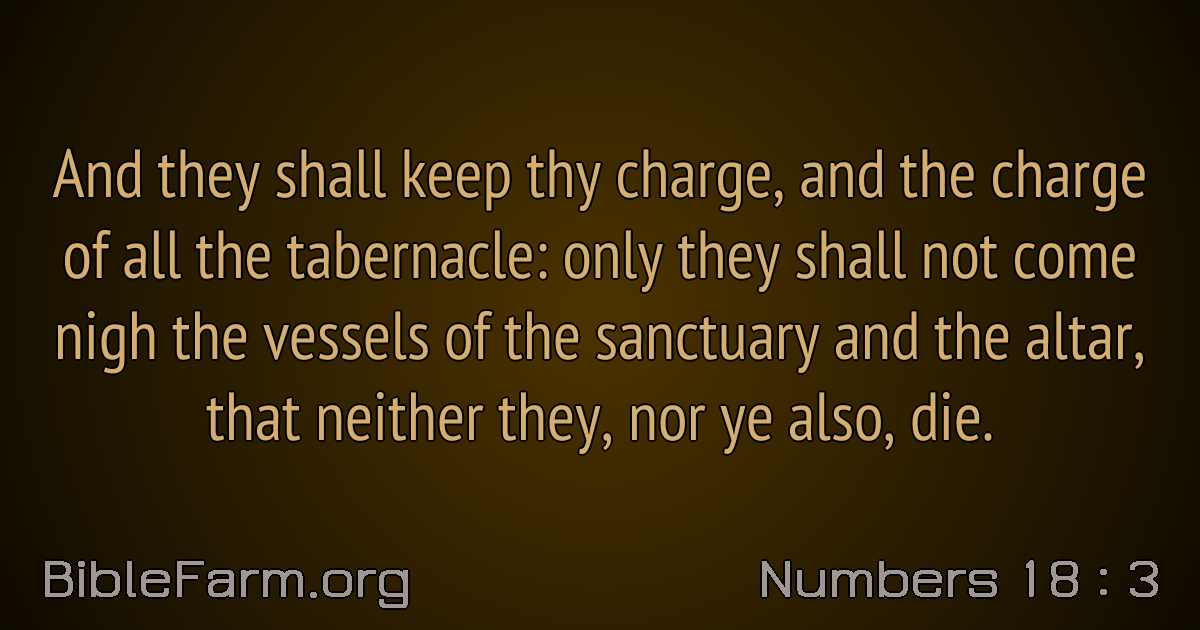 And they shall keep thy charge, and the charge
of all the tabernacle: only they shall not come
nigh the vessels of the sanctuary and the altar,
that neither they, nor ye also, die.
BibleFarm.org
Numbers 18 : 3